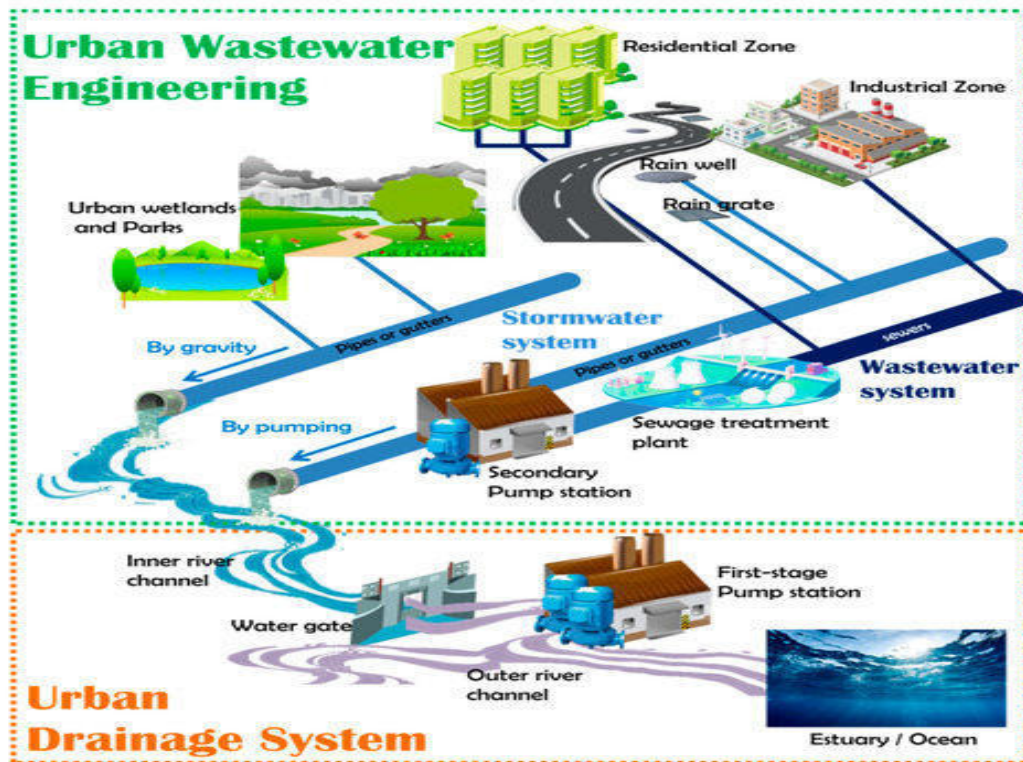 Urban Wastewater
Engineering
Residential Zone
Industrial Zone
Rain well
Rain grate
Urban wetlands
and Parks
Pipes or gutters
By gravity
Stormwater
system
Pipes or gutters
sewers
Wastewater
system
Sewage treatment
plant
By pumping
Secondary
Pump station
Inner river
channel
First-stage
Pump station
Water gate
Outer river
channel
Urban
Drainage System
Estuary / Ocean